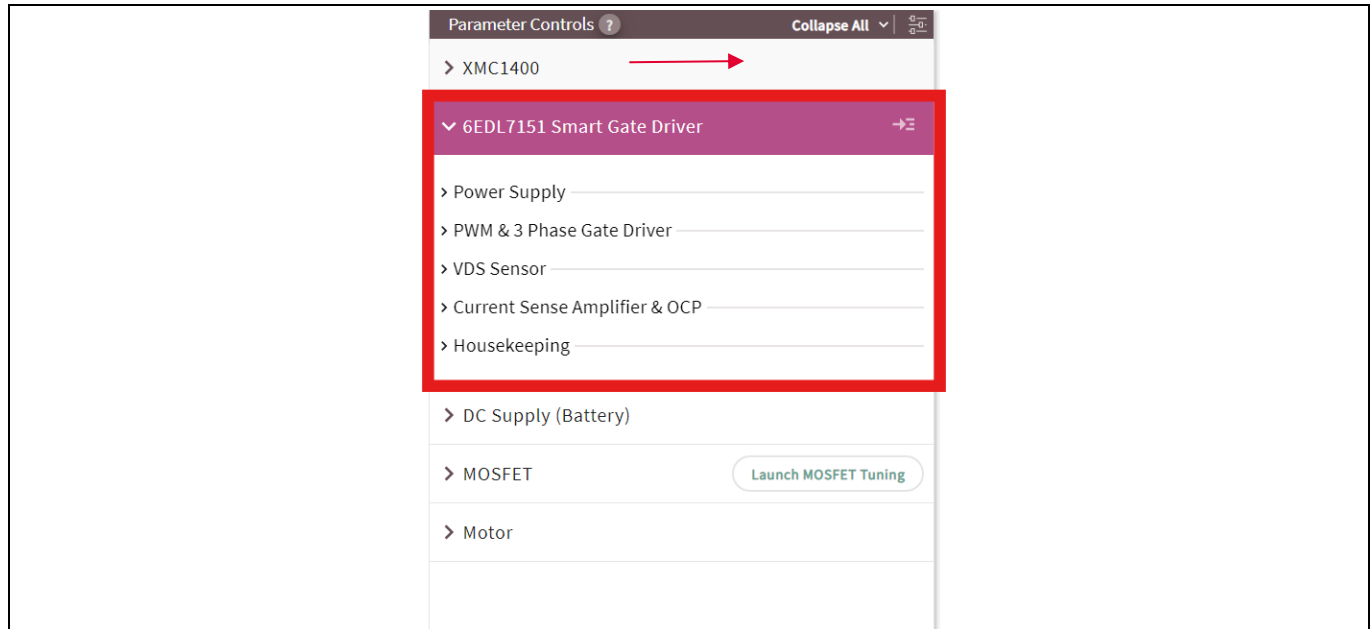 Parameter Controls ? Collapse All
XMC1400
6EDL7151 Smart Gate Driver
Power Supply
PWM & 3 Phase Gate Driver
VDS Sensor
Current Sense Amplifier & OCP
Housekeeping
DC Supply (Battery)
MOSFET Launch MOSFET Tuning
Motor